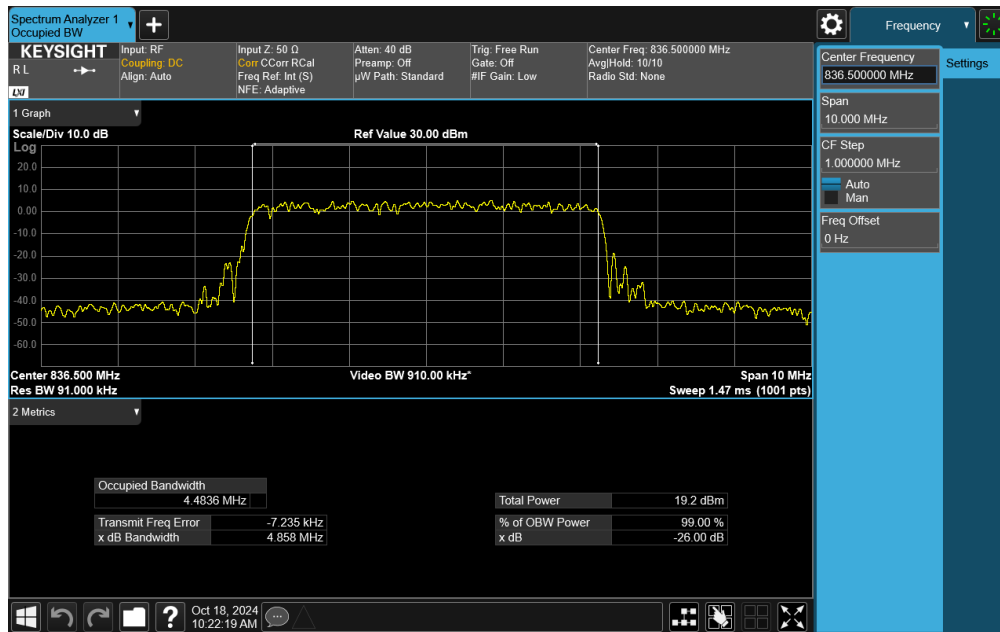 Spectrum Analyzer 1
Occupied BW
KEYSIGHT
R L
LXI
Input: RF
Coupling: DC
Align: Auto
Input Z: 50 Ω
Corr CCorr RCal
Freq Ref: Int (S)
NFE: Adaptive
Atten: 40 dB
Preamp: Off
µW Path: Standard
Trig: Free Run
Gate: Off
#IF Gain: Low
Center Freq: 836.500000 MHz
Avg|Hold: 10/10
Radio Std: None
1 Graph
Scale/Div 10.0 dB
Ref Value 30.00 dBm
Log
20.0
10.0
0.00
-10.0
-20.0
-30.0
-40.0
-50.0
-60.0
Center 836.500 MHz
Video BW 910.00 kHz*
Span 10 MHz
Res BW 91.000 kHz
Sweep 1.47 ms (1001 pts)
2 Metrics
Occupied Bandwidth
4.4836 MHz
Total Power 19.2 dBm
Transmit Freq Error -7.235 kHz
% of OBW Power 99.00 %
x dB Bandwidth 4.858 MHz
x dB -26.00 dB
Oct 18, 2024
10:22:19 AM
Frequency
Settings
Center Frequency
836.500000 MHz
Span
10.000 MHz
CF Step
1.000000 MHz
Auto
Man
Freq Offset
0 Hz